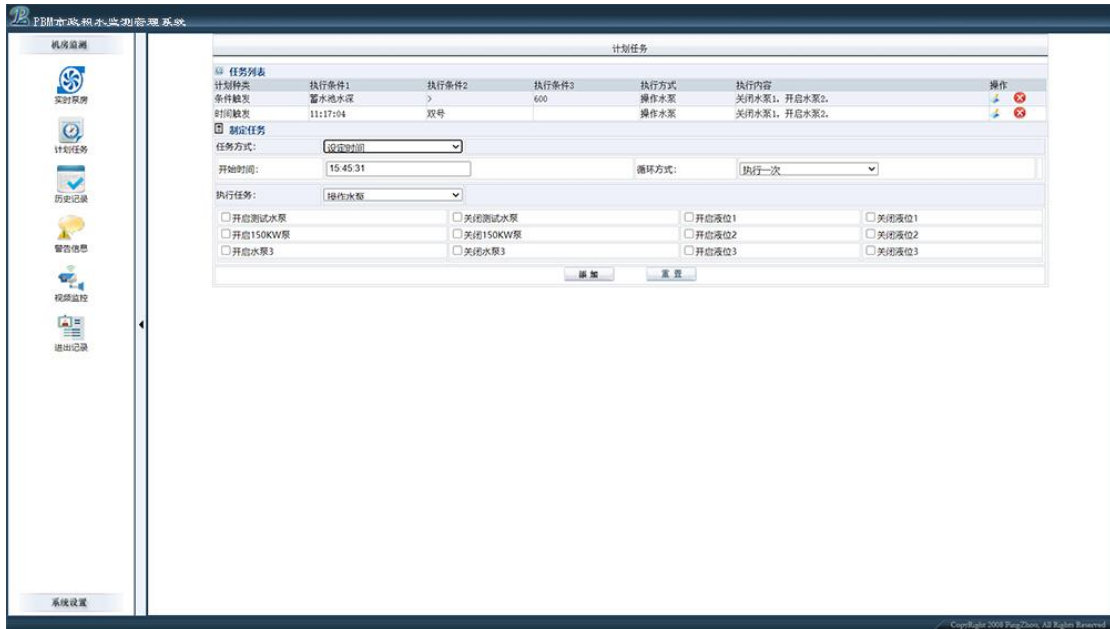 PBM市政积水监测管理系统
机房监测
实时泵房
计划任务
历史记录
警告信息
视频监控
进出记录
系统设置
计划任务
任务列表
计划种类 执行条件1 执行条件2 执行条件3 执行方式 执行内容 操作
条件触发 蓄水池水深 > 600 操作水泵 关闭水泵1, 开启水泵2,
时间触发 11:17:04 双号 操作水泵 关闭水泵1, 开启水泵2,
制定任务
任务方式: 设定时间
开始时间: 15:45:31 循环方式: 执行一次
执行任务: 操作水泵
开启测试水泵 关闭测试水泵 开启液位1 关闭液位1
开启150KW泵 关闭150KW泵 开启液位2 关闭液位2
开启水泵3 关闭水泵3 开启液位3 关闭液位3
添加 重置
CopyRight 2008 PingZhou, All Rights Reserved